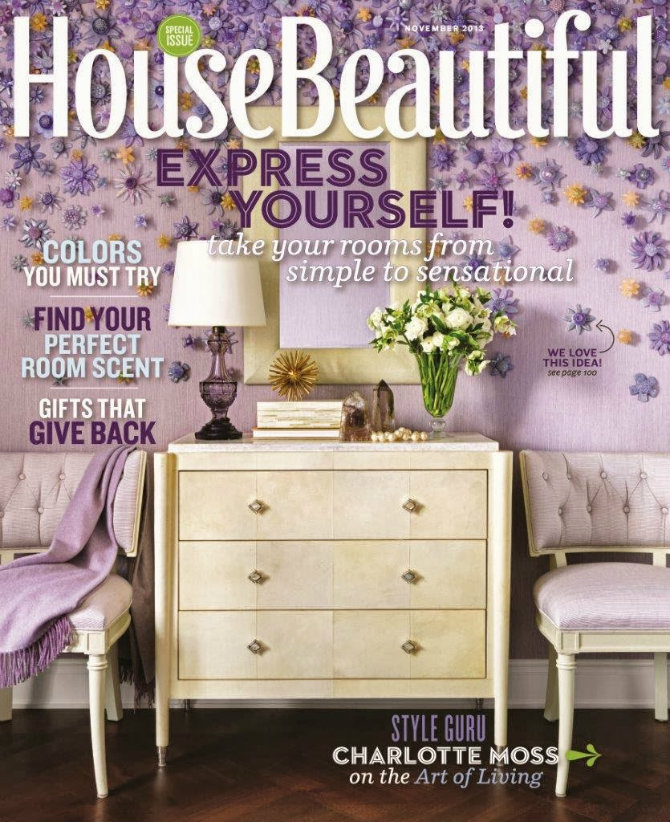 SPECIAL
ISSUE
NOVEMBER 2013
HouseBeautiful
EXPRESS
YOURSELF!
take your rooms from
simple to sensational
COLORS
YOU MUST TRY
FIND YOUR
PERFECT
ROOM SCENT
GIFTS THAT
GIVE BACK
WE LOVE
THIS IDEA!
see page 100
STYLE GURU
CHARLOTTE MOSS
on the Art of Living